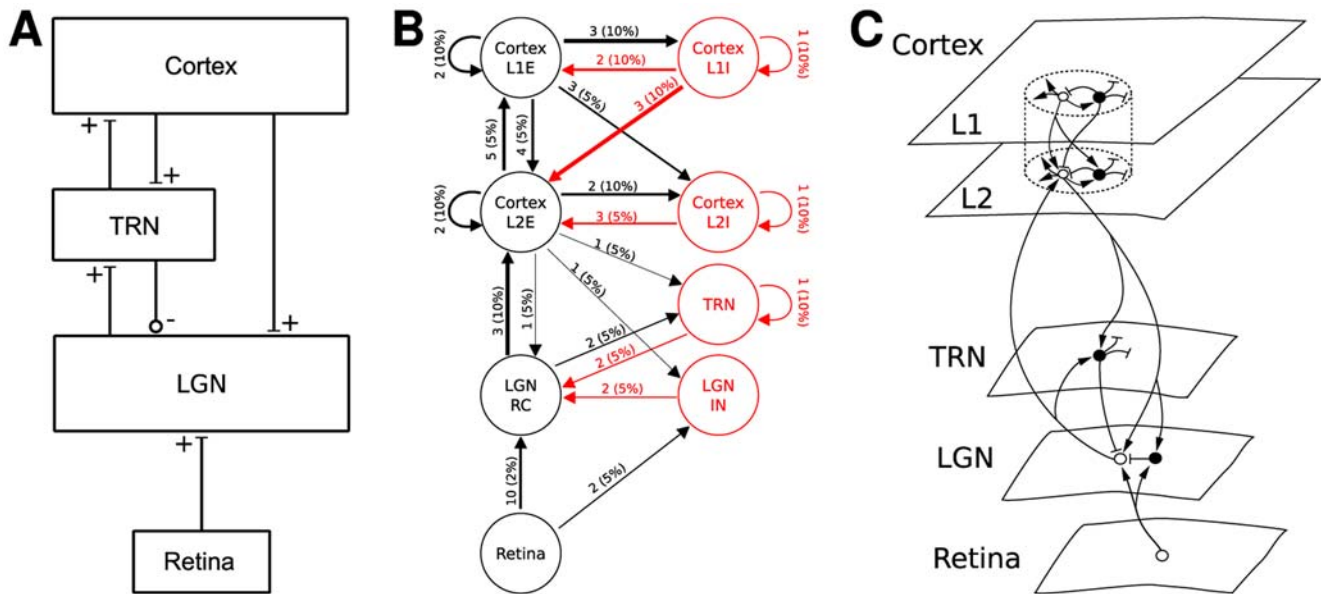 A
Cortex
+
+
TRN
+
-
+
LGN
+
Retina
B
2 (10%)
Cortex
L1E
3 (10%)
2 (10%)
Cortex
L1I
1 (10%)
3 (5%)
3 (10%)
5 (5%)
4 (5%)
2 (10%)
Cortex
L2E
2 (10%)
3 (5%)
Cortex
L2I
1 (10%)
1 (5%)
1 (5%)
TRN
1 (10%)
3 (10%)
1 (5%)
2 (5%)
2 (5%)
LGN
RC
2 (5%)
LGN
IN
10 (2%)
2 (5%)
Retina
C
Cortex
L1
L2
TRN
LGN
Retina